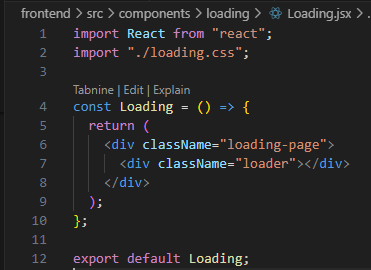 frontend > src > components > loading > Loading.jsx > ...
1 import React from "react";
2 import "./loading.css";
3
Tabnine | Edit | Explain
4 const Loading = () => {
5   return (
6     <div className="loading-page">
7       <div className="loader"></div>
8     </div>
9   );
10 };
11
12 export default Loading;